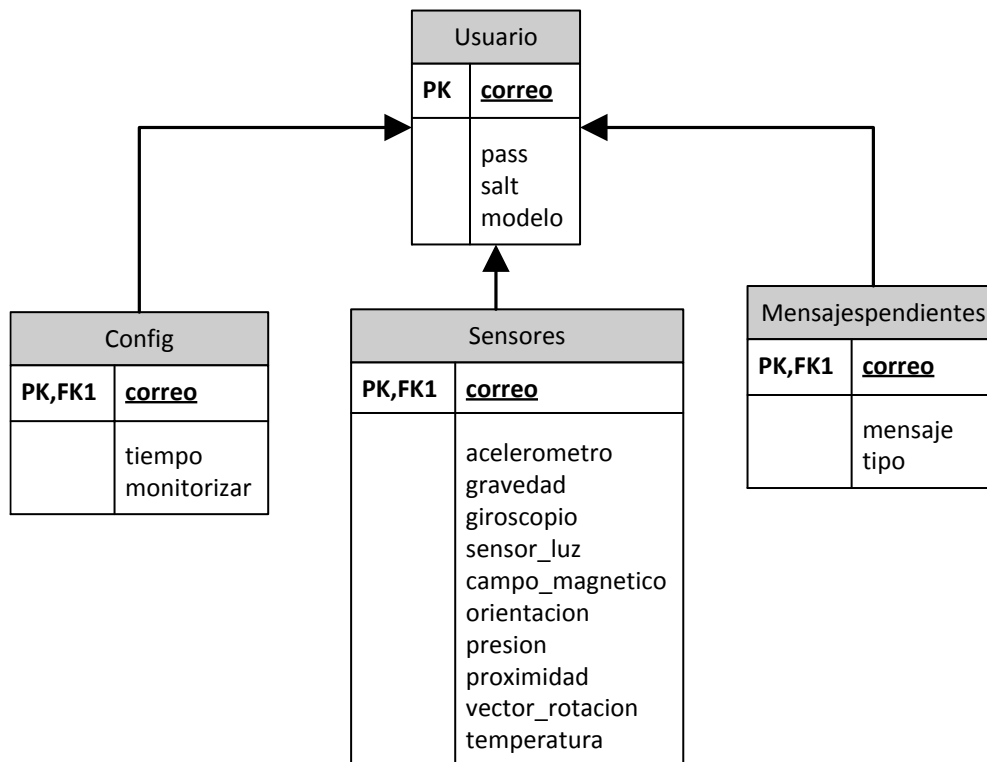 Usuario
PK correo
pass
salt
modelo
Config
PK,FK1 correo
tiempo
monitorizar
Sensores
PK,FK1 correo
acelerometro
gravedad
giroscopio
sensor_luz
campo_magnetico
orientacion
presion
proximidad
vector_rotacion
temperatura
Mensajespendientes
PK,FK1 correo
mensaje
tipo